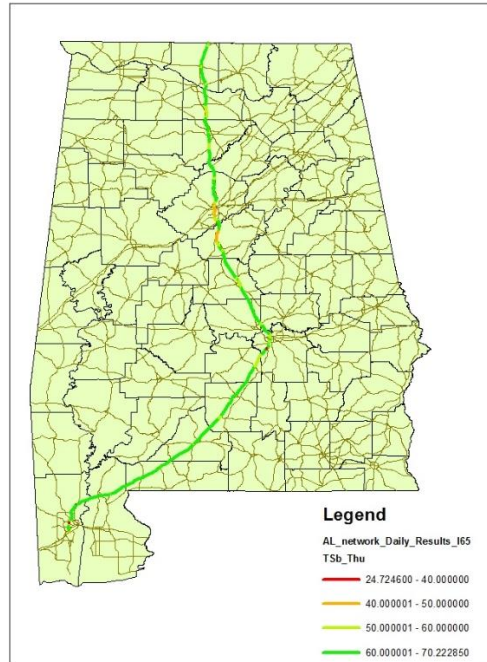 Legend
AL_network_Daily_Results_I65
TSb_Thu
24.724600 - 40.000000
40.000001 - 50.000000
50.000001 - 60.000000
60.000001 - 70.222850